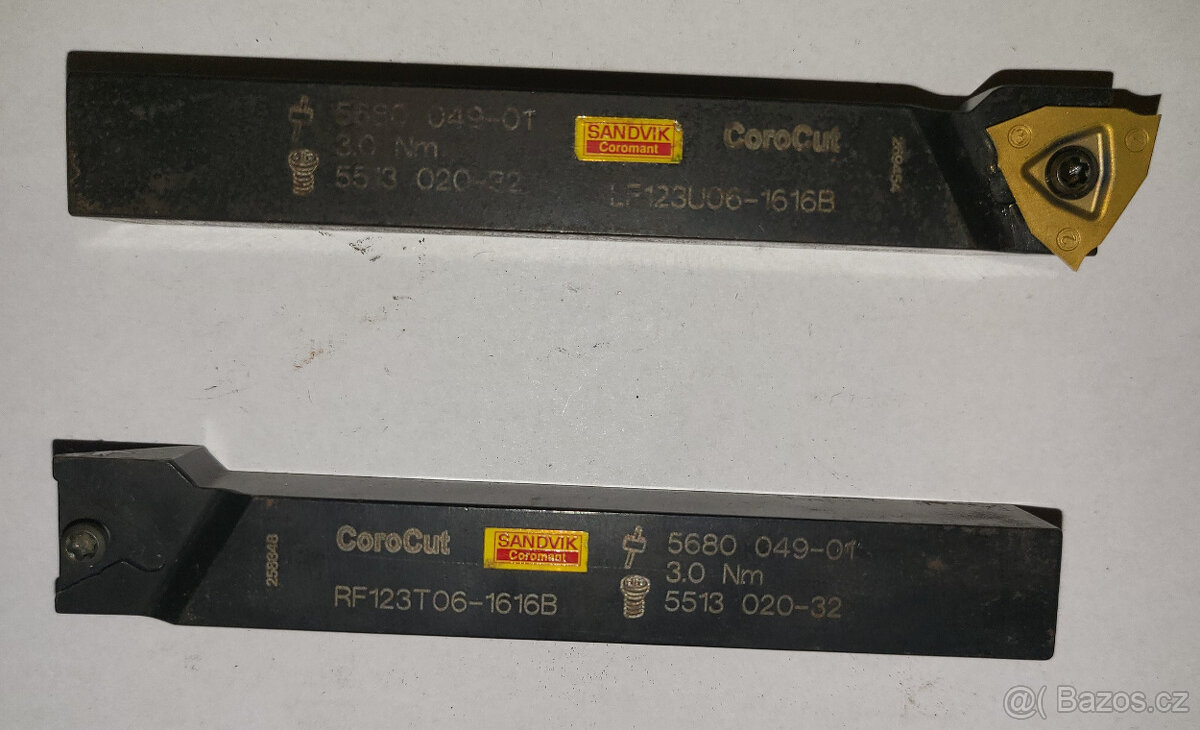 5680 049-01
3.0 Nm
5513 020-32
SANDVIK
Coromant
CoroCut
LF123U06-1616B
CoroCut
SANDVIK
Coromant
RF123T06-1616B
258848
5680 049-01
3.0 Nm
5513 020-32
@( Bazos.cz